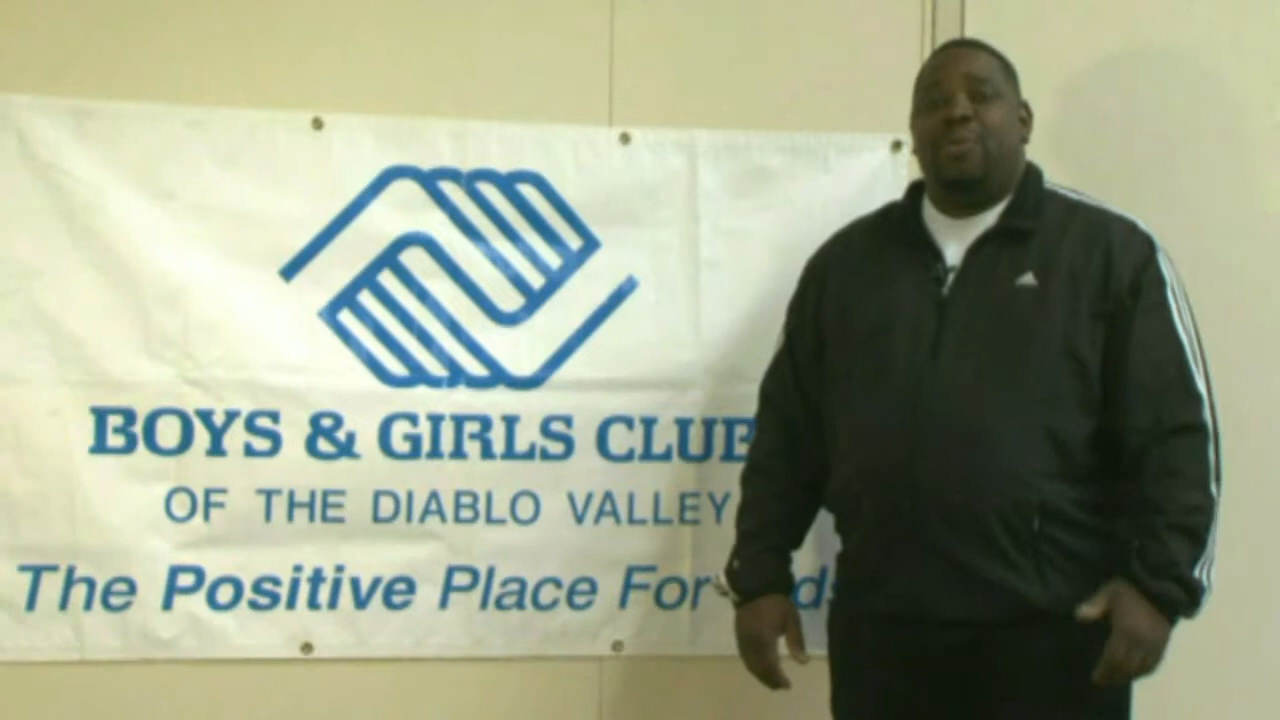 BOYS & GIRLS CLUB
OF THE DIABLO VALLEY
The Positive Place For